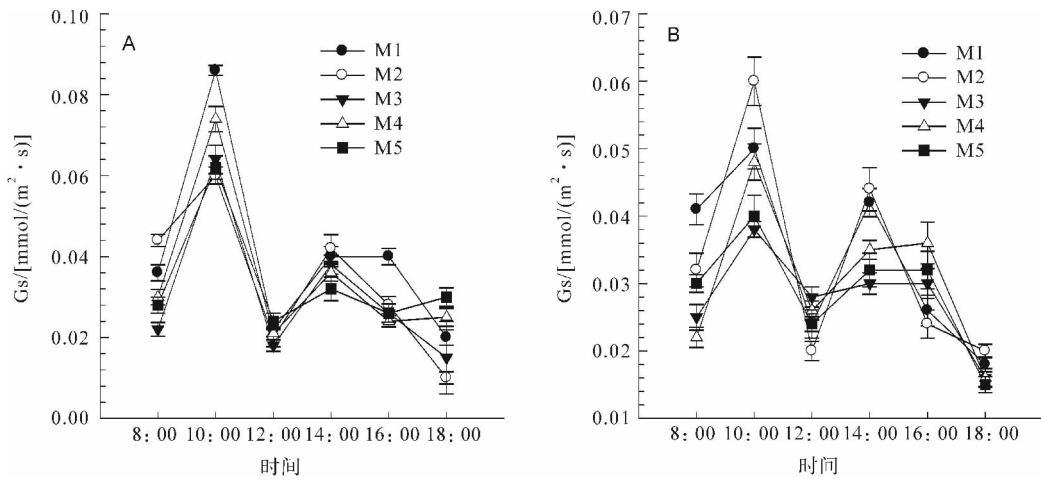 A
M1
M2
M3
M4
M5
0.10
0.08
0.06
0.04
0.02
0.00
Gs/[mmol/(m²·s)]
8:00 10:00 12:00 14:00 16:00 18:00
时间
B
M1
M2
M3
M4
M5
0.07
0.06
0.05
0.04
0.03
0.02
0.01
Gs/[mmol/(m²·s)]
8:00 10:00 12:00 14:00 16:00 18:00
时间